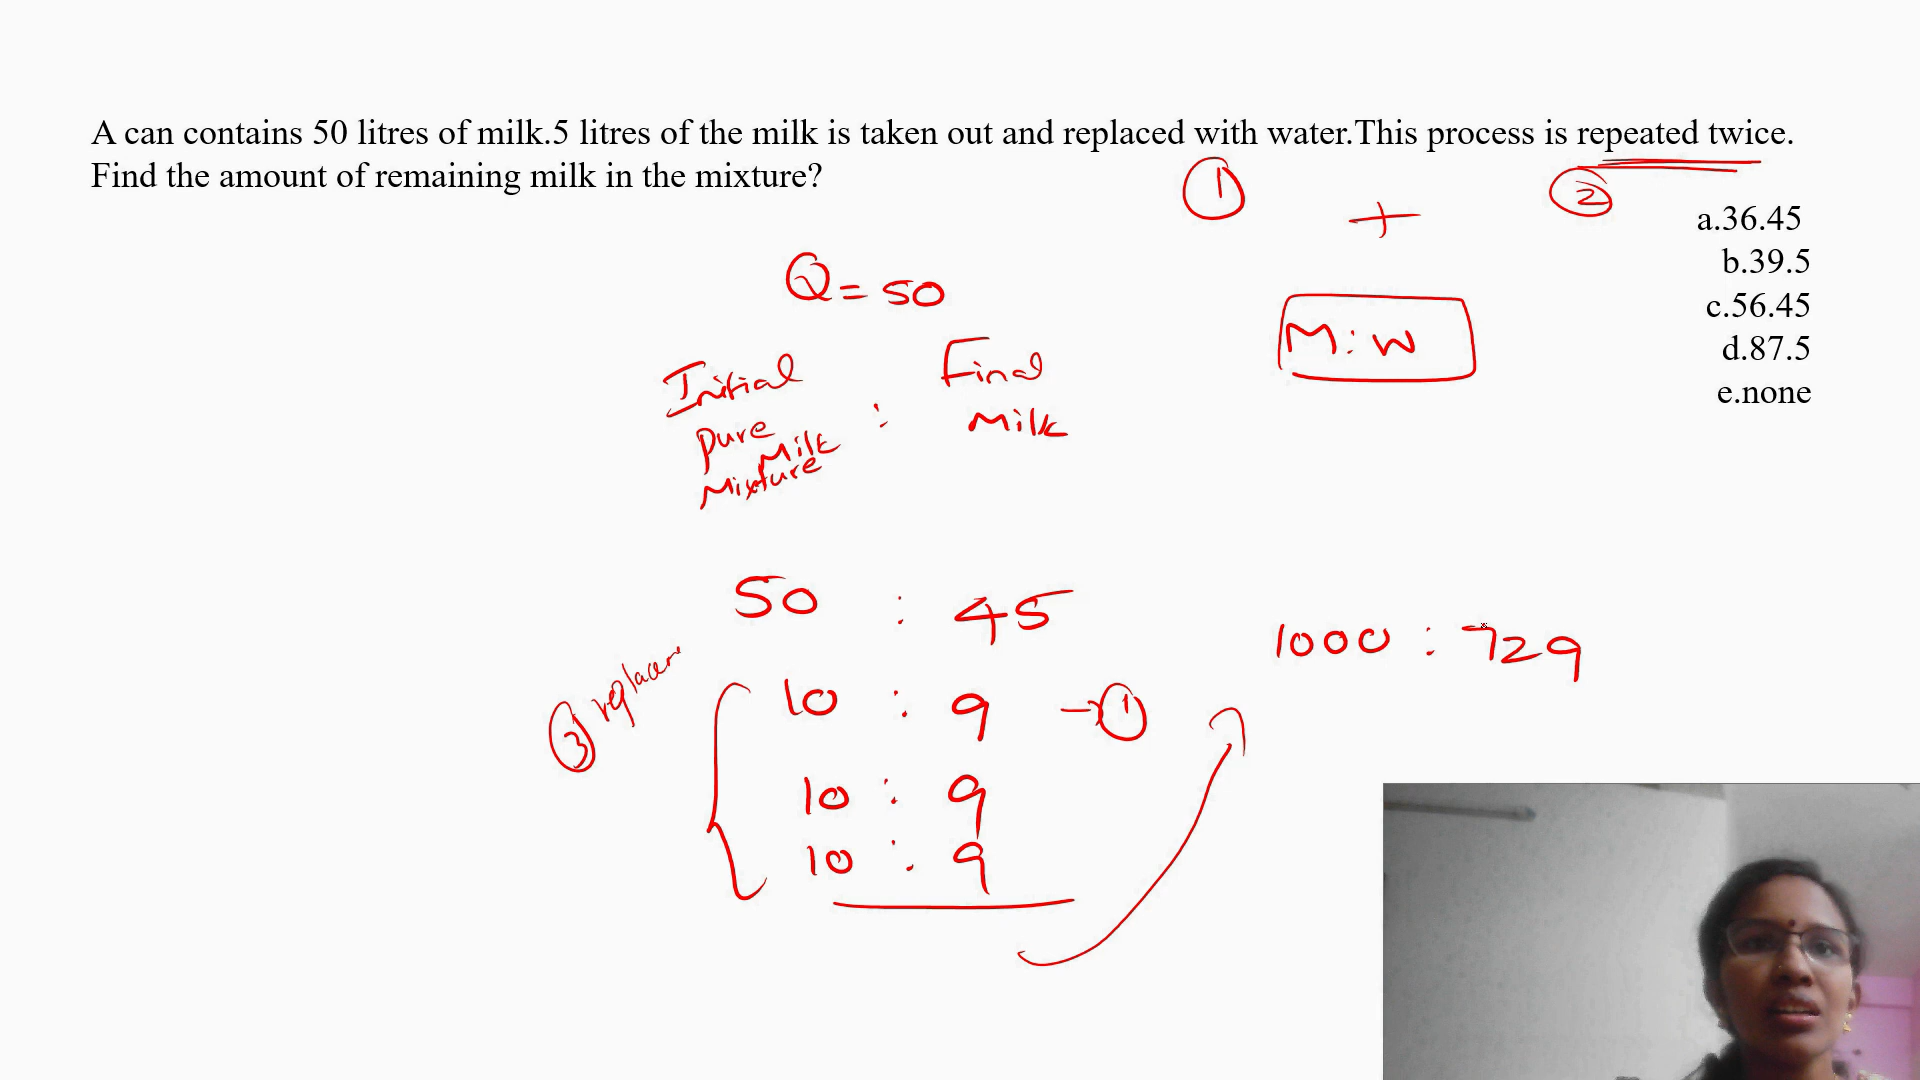 A can contains 50 litres of milk.5 litres of the milk is taken out and replaced with water.This process is repeated twice.
Find the amount of remaining milk in the mixture?
1 + 2
a.36.45
b.39.5
c.56.45
d.87.5
e.none
Q = 50
M : W
Initial : Final
pure Milk
Milk
Mixture
50 : 45
1000 : 729
3
10 : 9 → 1
10 : 9
10 : 9